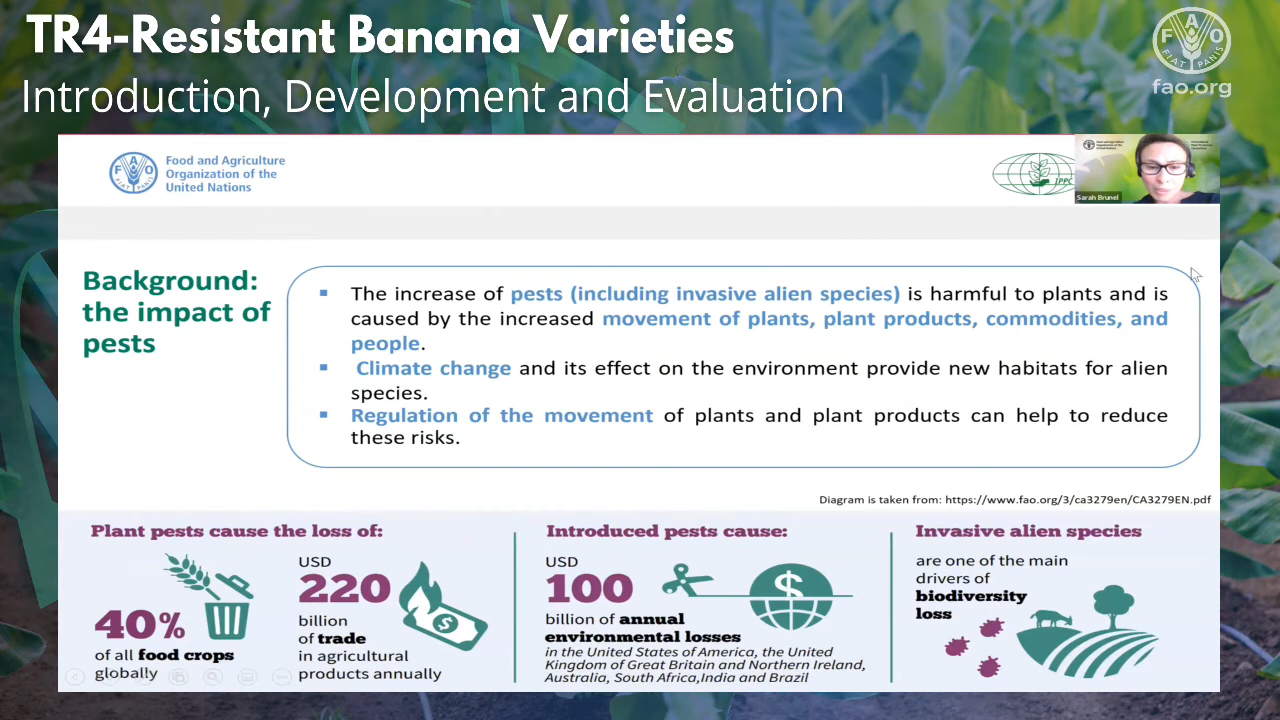 TR4-Resistant Banana Varieties
Introduction, Development and Evaluation
F A O
FIAT PANIS
fao.org
F A O
FIAT PANIS
Food and Agriculture
Organization of the
United Nations
IPPC
Sarah Brunel
Background:
the impact of
pests
▪ The increase of pests (including invasive alien species) is harmful to plants and is
caused by the increased movement of plants, plant products, commodities, and
people.
▪ Climate change and its effect on the environment provide new habitats for alien
species.
▪ Regulation of the movement of plants and plant products can help to reduce
these risks.
Diagram is taken from: https://www.fao.org/3/ca3279en/CA3279EN.pdf
Plant pests cause the loss of:
40%
of all food crops
globally
USD
220
billion
of trade
in agricultural
products annually
Introduced pests cause:
USD
100
billion of annual
environmental losses
in the United States of America, the United
Kingdom of Great Britain and Northern Ireland,
Australia, South Africa,India and Brazil
Invasive alien species
are one of the main
drivers of
biodiversity
loss